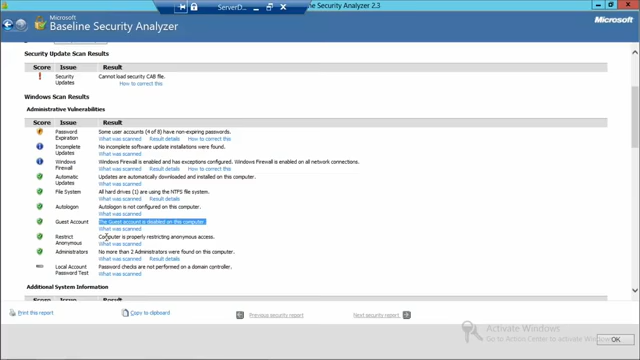 ServerD...
Baseline Security Analyzer 2.3
Microsoft
Baseline Security Analyzer
Microsoft
Security Update Scan Results
Score Issue Result
Security Updates Cannot load security CAB file.
How to correct this
Windows Scan Results
Administrative Vulnerabilities
Score Issue Result
Password Expiration Some user accounts (4 of 8) have non-expiring passwords.
What was scanned Result details How to correct this
Incomplete Updates No incomplete software update installations were found.
What was scanned
Windows Firewall Windows Firewall is enabled and has exceptions configured. Windows Firewall is enabled on all network connections.
What was scanned Result details How to correct this
Automatic Updates Updates are automatically downloaded and installed on this computer.
What was scanned
File System All hard drives (1) are using the NTFS file system.
What was scanned Result details
Autologon Autologon is not configured on this computer.
What was scanned
Guest Account The Guest account is disabled on this computer.
What was scanned
Restrict Anonymous Computer is properly restricting anonymous access.
What was scanned
Administrators No more than 2 Administrators were found on this computer.
What was scanned Result details
Local Account Password Test Password checks are not performed on a domain controller.
What was scanned
Additional System Information
Print this report Copy to clipboard Previous security report Next security report
Activate Windows
Go to Action Center to activate Windows.
OK